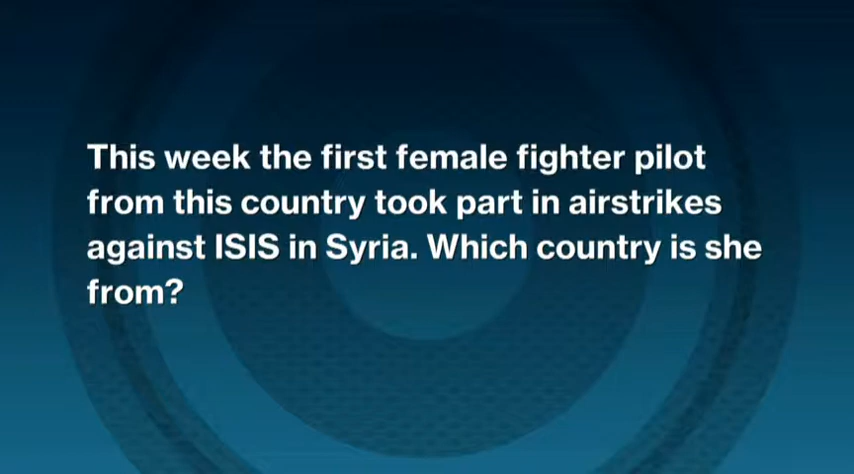 This week the first female fighter pilot
from this country took part in airstrikes
against ISIS in Syria. Which country is she
from?